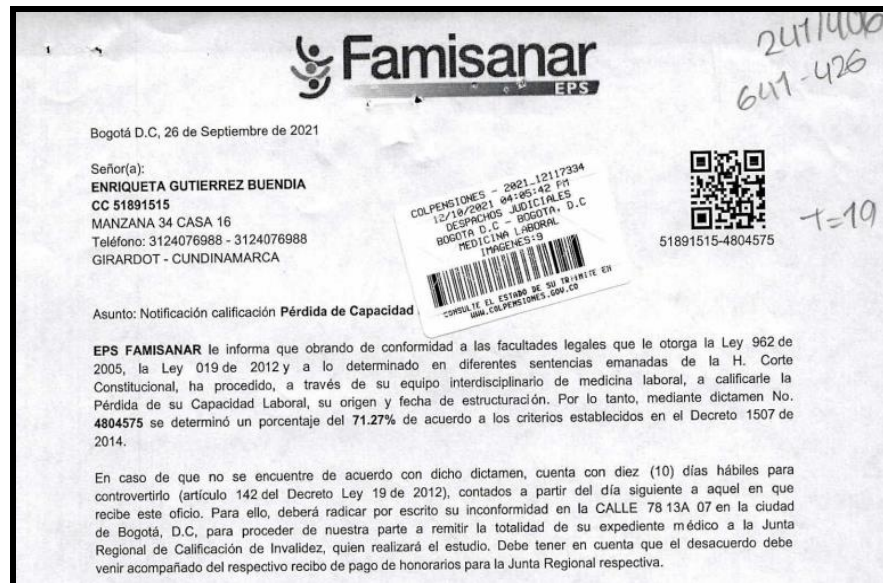 Famisanar
EPS
241/406
641-426
Bogotá D.C, 26 de Septiembre de 2021
Señor(a):
ENRIQUETA GUTIERREZ BUENDIA
CC 51891515
MANZANA 34 CASA 16
Teléfono: 3124076988 - 3124076988
GIRARDOT - CUNDINAMARCA
COLPENSIONES - 2021_12117334
12/10/2021 04:05:42 PM
DESPACHOS JUDICIALES
BOGOTA D.C - BOGOTA, D.C
MEDICINA LABORAL
IMAGENES:9
CONSULTE EL ESTADO DE SU TRAMITE EN
WWW.COLPENSIONES.GOV.CO
51891515-4804575
T=19
Asunto: Notificación calificación Pérdida de Capacidad
EPS FAMISANAR le informa que obrando de conformidad a las facultades legales que le otorga la Ley 962 de
2005, la Ley 019 de 2012 y a lo determinado en diferentes sentencias emanadas de la H. Corte
Constitucional, ha procedido, a través de su equipo interdisciplinario de medicina laboral, a calificarle la
Pérdida de su Capacidad Laboral, su origen y fecha de estructuración. Por lo tanto, mediante dictamen No.
4804575 se determinó un porcentaje del 71.27% de acuerdo a los criterios establecidos en el Decreto 1507 de
2014.
En caso de que no se encuentre de acuerdo con dicho dictamen, cuenta con diez (10) días hábiles para
controvertirlo (artículo 142 del Decreto Ley 19 de 2012), contados a partir del día siguiente a aquel en que
recibe este oficio. Para ello, deberá radicar por escrito su inconformidad en la CALLE 78 13A 07 en la ciudad
de Bogotá, D.C, para proceder de nuestra parte a remitir la totalidad de su expediente médico a la Junta
Regional de Calificación de Invalidez, quien realizará el estudio. Debe tener en cuenta que el desacuerdo debe
venir acompañado del respectivo recibo de pago de honorarios para la Junta Regional respectiva.